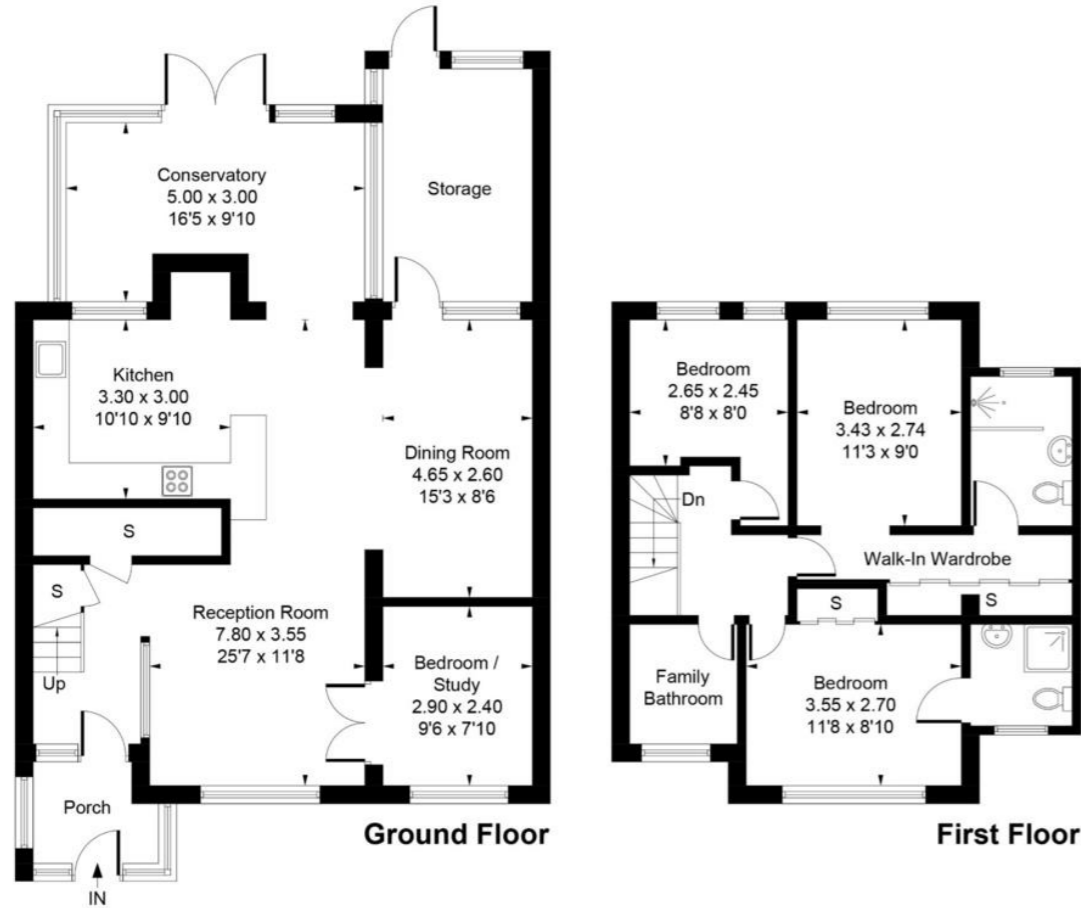 Conservatory
5.00 x 3.00
16'5 x 9'10
Storage
Kitchen
3.30 x 3.00
10'10 x 9'10
Dining Room
4.65 x 2.60
15'3 x 8'6
S
S
Up
Reception Room
7.80 x 3.55
25'7 x 11'8
Bedroom /
Study
2.90 x 2.40
9'6 x 7'10
Porch
IN
Ground Floor
Bedroom
2.65 x 2.45
8'8 x 8'0
Bedroom
3.43 x 2.74
11'3 x 9'0
Dn
Walk-In Wardrobe
S
S
Family
Bathroom
Bedroom
3.55 x 2.70
11'8 x 8'10
First Floor